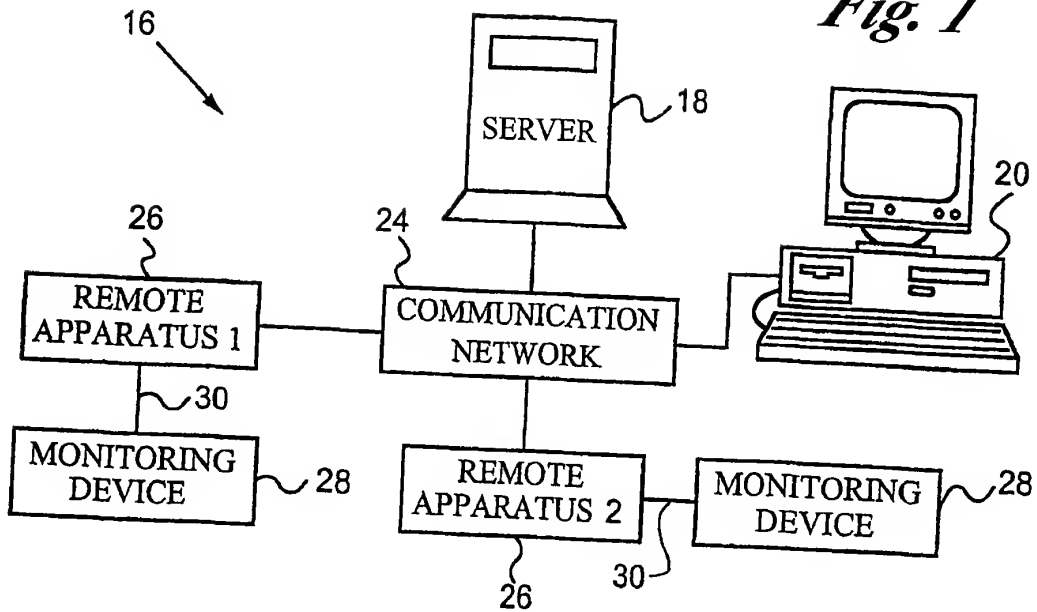 Fig. 1
16
SERVER
18
20
24
26
COMMUNICATION
NETWORK
REMOTE
APPARATUS 1
30
MONITORING
DEVICE
28
REMOTE
APPARATUS 2
MONITORING
DEVICE
28
30
26